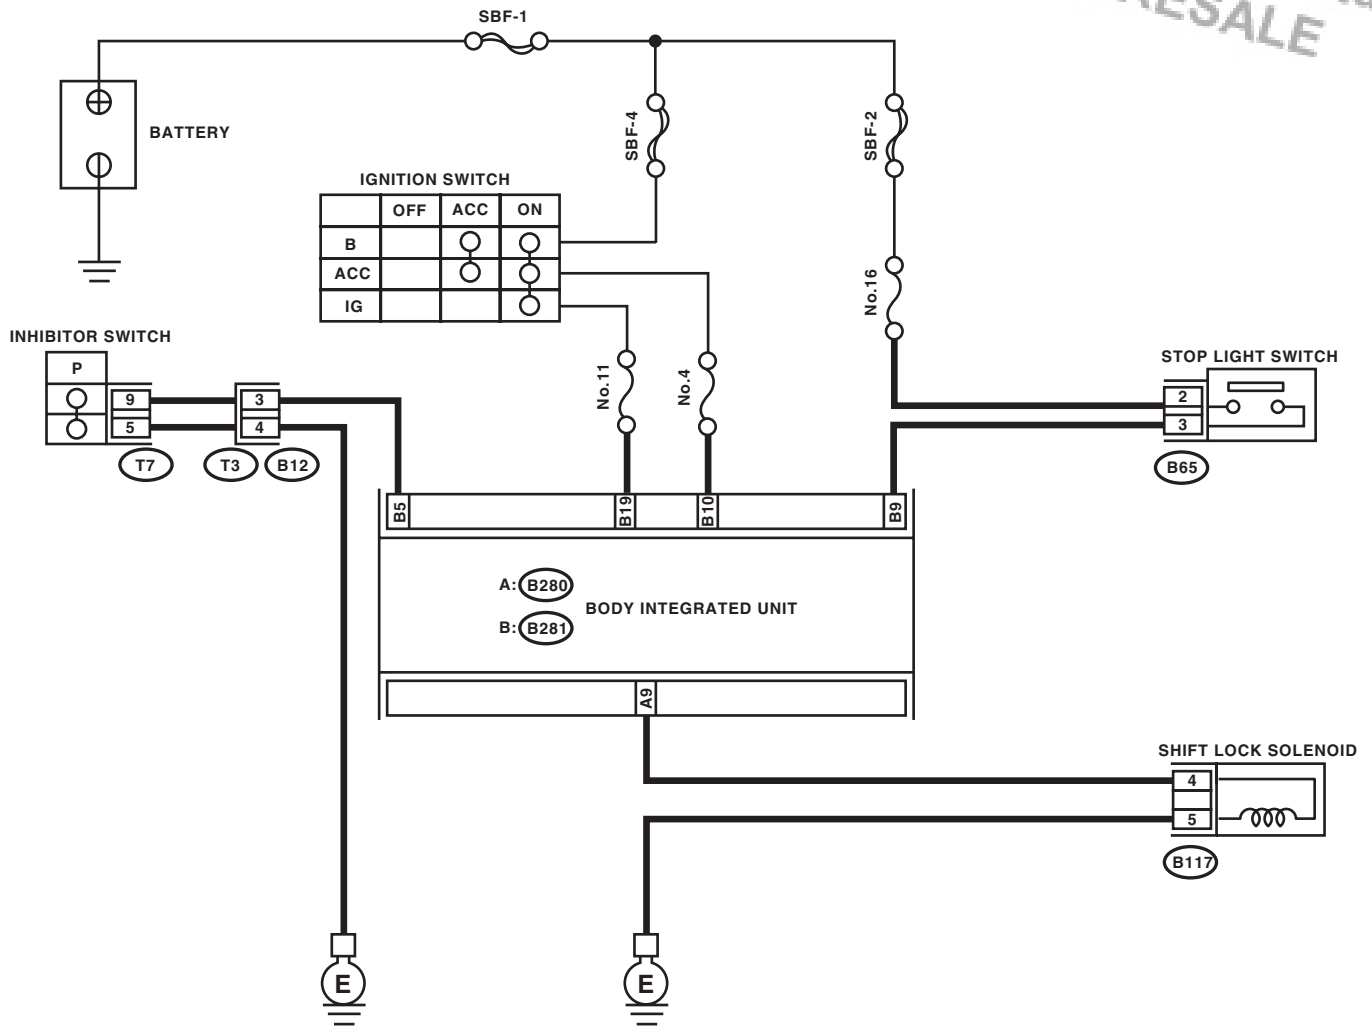 SBF-1
BATTERY
SBF-4
SBF-2
IGNITION SWITCH
OFF ACC ON
B
ACC
IG
No.16
INHIBITOR SWITCH
P
STOP LIGHT SWITCH
No.11
No.4
9 3
5 4
2
3
T7 T3 B12
B65
B5 B19 B10 B9
A: B280
B: B281
BODY INTEGRATED UNIT
A9
SHIFT LOCK SOLENOID
4
5
B117
E E